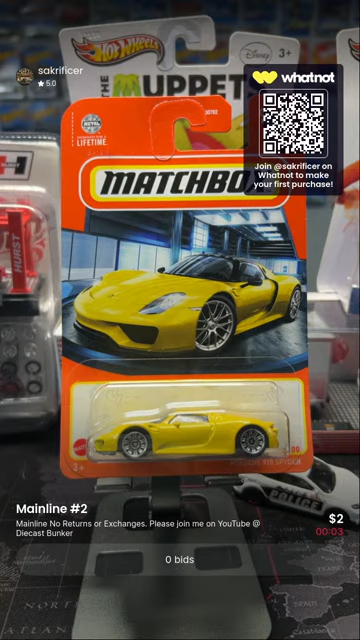 Hot Wheels
Disney
3+
THE
MUPPETS
sakrificer
★ 5.0
whatnot
Join @sakrificer on
Whatnot to make
your first purchase!
METAL
LIFETIME.
MATCHBOX
HURST
3+
PORSCHE 918 SPYDER
POLICE
Mainline #2
$2
Mainline No Returns or Exchanges. Please join me on YouTube @
Diecast Bunker
00:03
0 bids